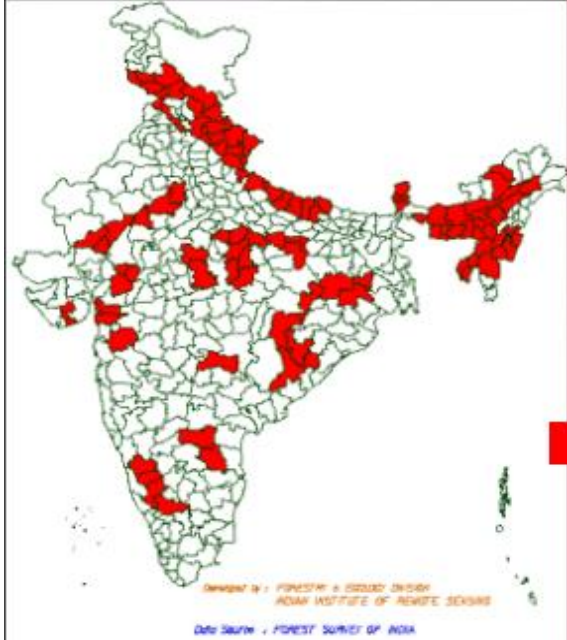 Developed by : FORESTRY & ECOLOGY DIVISION
INDIAN INSTITUTE OF REMOTE SENSING
Data Source : FOREST SURVEY OF INDIA